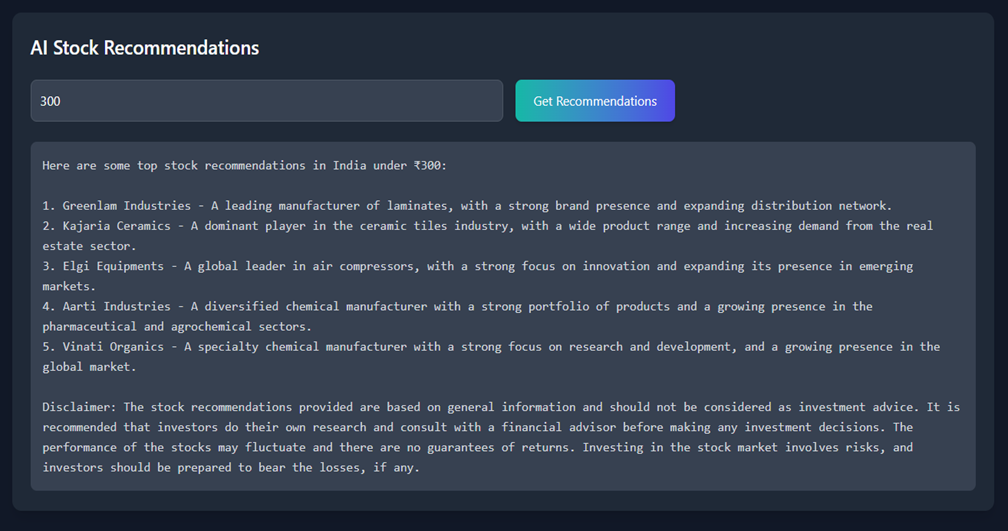 AI Stock Recommendations
300
Get Recommendations
Here are some top stock recommendations in India under ₹300:
1. Greenlam Industries - A leading manufacturer of laminates, with a strong brand presence and expanding distribution network.
2. Kajaria Ceramics - A dominant player in the ceramic tiles industry, with a wide product range and increasing demand from the real
estate sector.
3. Elgi Equipments - A global leader in air compressors, with a strong focus on innovation and expanding its presence in emerging
markets.
4. Aarti Industries - A diversified chemical manufacturer with a strong portfolio of products and a growing presence in the
pharmaceutical and agrochemical sectors.
5. Vinati Organics - A specialty chemical manufacturer with a strong focus on research and development, and a growing presence in the
global market.
Disclaimer: The stock recommendations provided are based on general information and should not be considered as investment advice. It is
recommended that investors do their own research and consult with a financial advisor before making any investment decisions. The
performance of the stocks may fluctuate and there are no guarantees of returns. Investing in the stock market involves risks, and
investors should be prepared to bear the losses, if any.